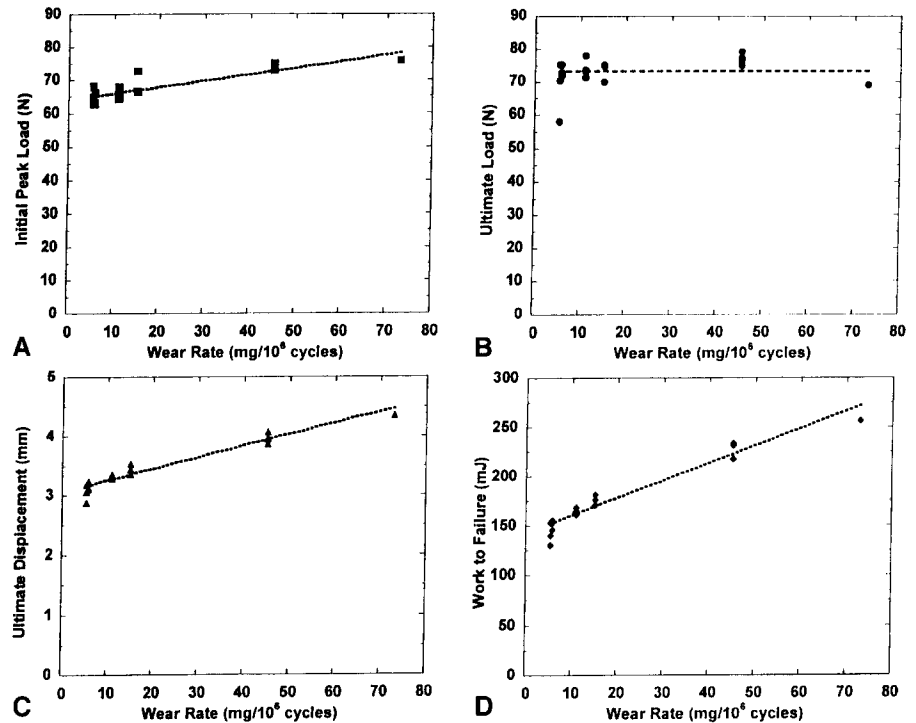 90
80
70
60
50
40
30
20
10
0
Initial Peak Load (N)
0 10 20 30 40 50 60 70 80
Wear Rate (mg/10⁶ cycles)
A
90
80
70
60
50
40
30
20
10
0
Ultimate Load (N)
0 10 20 30 40 50 60 70 80
Wear Rate (mg/10⁶ cycles)
B
5
4
3
2
1
0
Ultimate Displacement (mm)
0 10 20 30 40 50 60 70 80
Wear Rate (mg/10⁶ cycles)
C
300
250
200
150
100
50
0
Work to Failure (mJ)
0 10 20 30 40 50 60 70 80
Wear Rate (mg/10⁶ cycles)
D